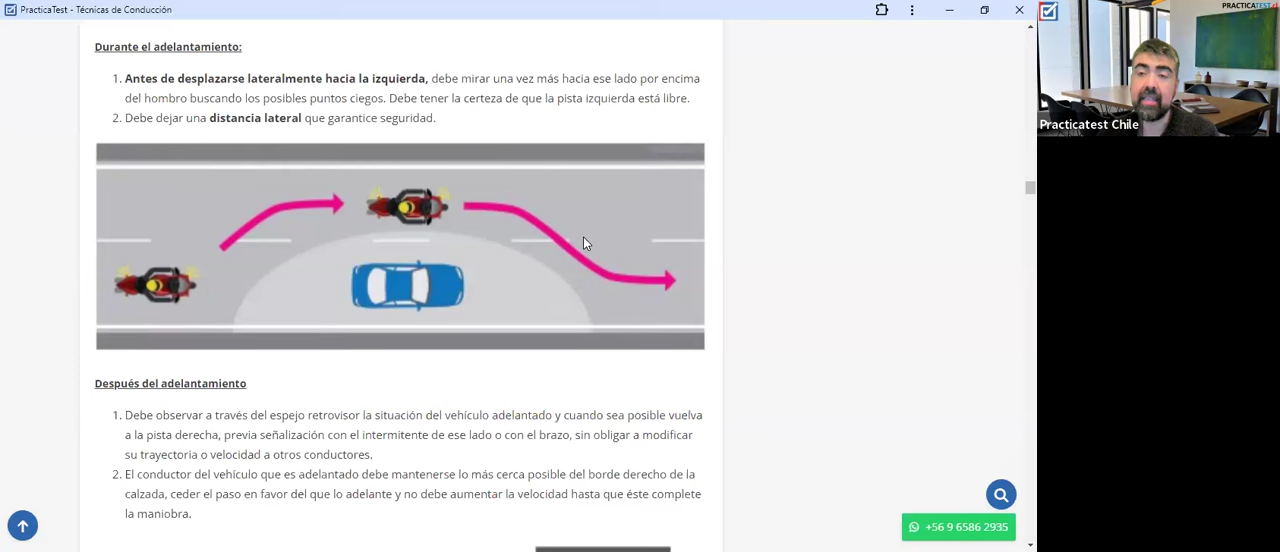 PracticaTest - Técnicas de Conducción
PRACTICATEST.cl
Practicatest Chile
Durante el adelantamiento:
1. Antes de desplazarse lateralmente hacia la izquierda, debe mirar una vez más hacia ese lado por encima
del hombro buscando los posibles puntos ciegos. Debe tener la certeza de que la pista izquierda está libre.
2. Debe dejar una distancia lateral que garantice seguridad.
Después del adelantamiento
1. Debe observar a través del espejo retrovisor la situación del vehículo adelantado y cuando sea posible vuelva
a la pista derecha, previa señalización con el intermitente de ese lado o con el brazo, sin obligar a modificar
su trayectoria o velocidad a otros conductores.
2. El conductor del vehículo que es adelantado debe mantenerse lo más cerca posible del borde derecho de la
calzada, ceder el paso en favor del que lo adelante y no debe aumentar la velocidad hasta que éste complete
la maniobra.
+56 9 6586 2935